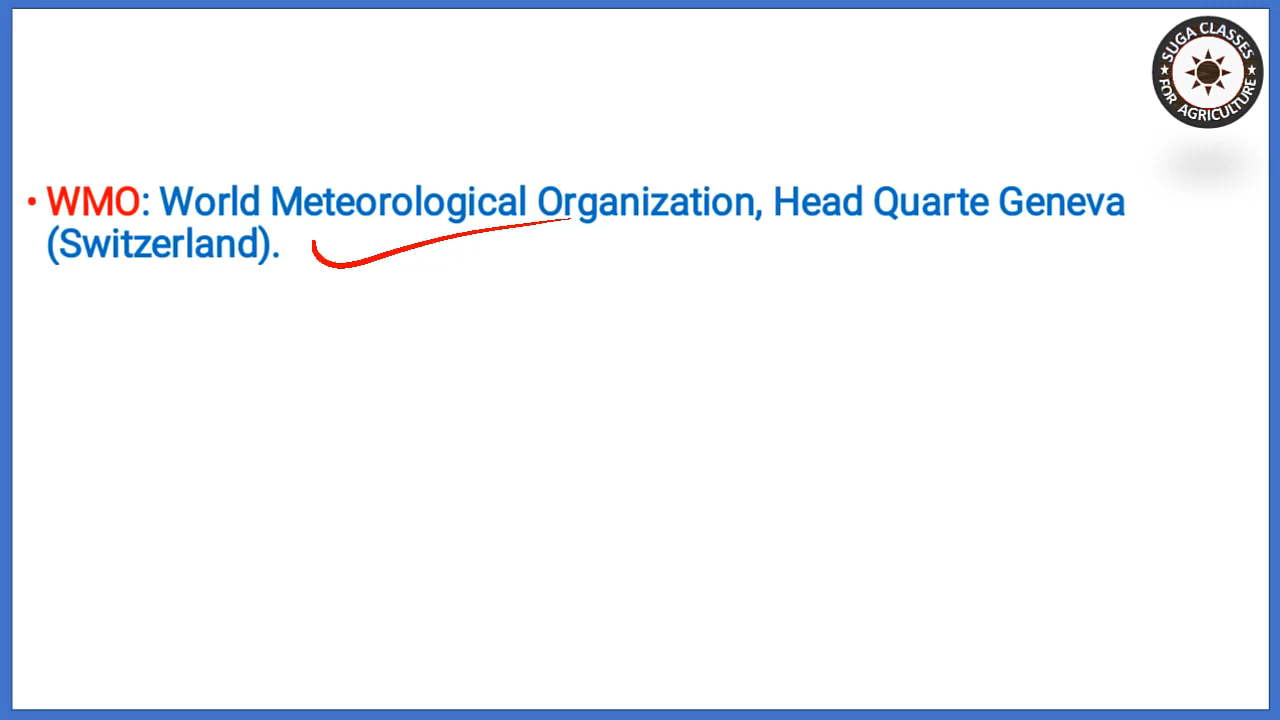 SUGA CLASSES
★ FOR AGRICULTURE ★
• WMO: World Meteorological Organization, Head Quarte Geneva
(Switzerland).